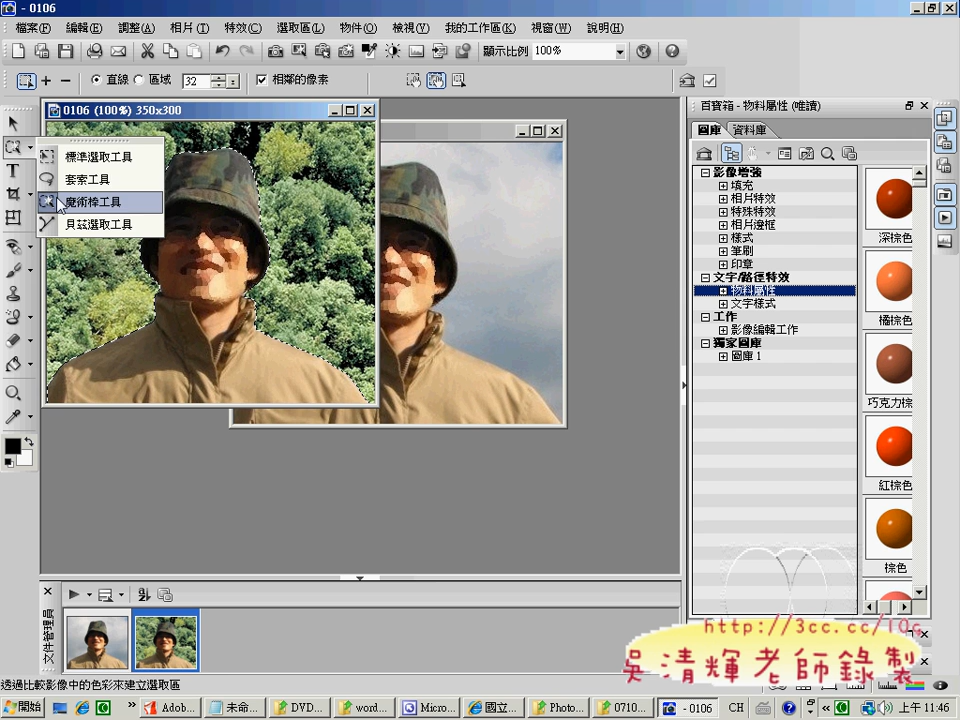 - 0106
檔案(F) 編輯(E) 調整(A) 相片(I) 特效(C) 選取區(L) 物件(O) 檢視(V) 我的工作區(K) 視窗(W) 說明(H)
顯示比例 100%
直線 區域 32 相鄰的像素
0106 (100%) 350x300
標準選取工具
套索工具
魔術棒工具
貝茲選取工具
百寶箱 - 物料屬性 (唯讀)
圖庫 資料庫
影像增強
填充
相片特效
特殊特效
相片邊框
樣式
筆刷
印章
文字/路徑特效
物料屬性
文字樣式
工作
影像編輯工作
獨家圖庫
圖庫 1
深棕色
橘棕色
巧克力棕
紅棕色
棕色
文件管理員
http://3cc.cc/10c
吳清輝老師錄製
透過比較影像中的色彩來建立選取區
開始 Adob... 未命... DVD... word... Micro... 國立... Photo... 0710... - 0106 CH 上午 11:46